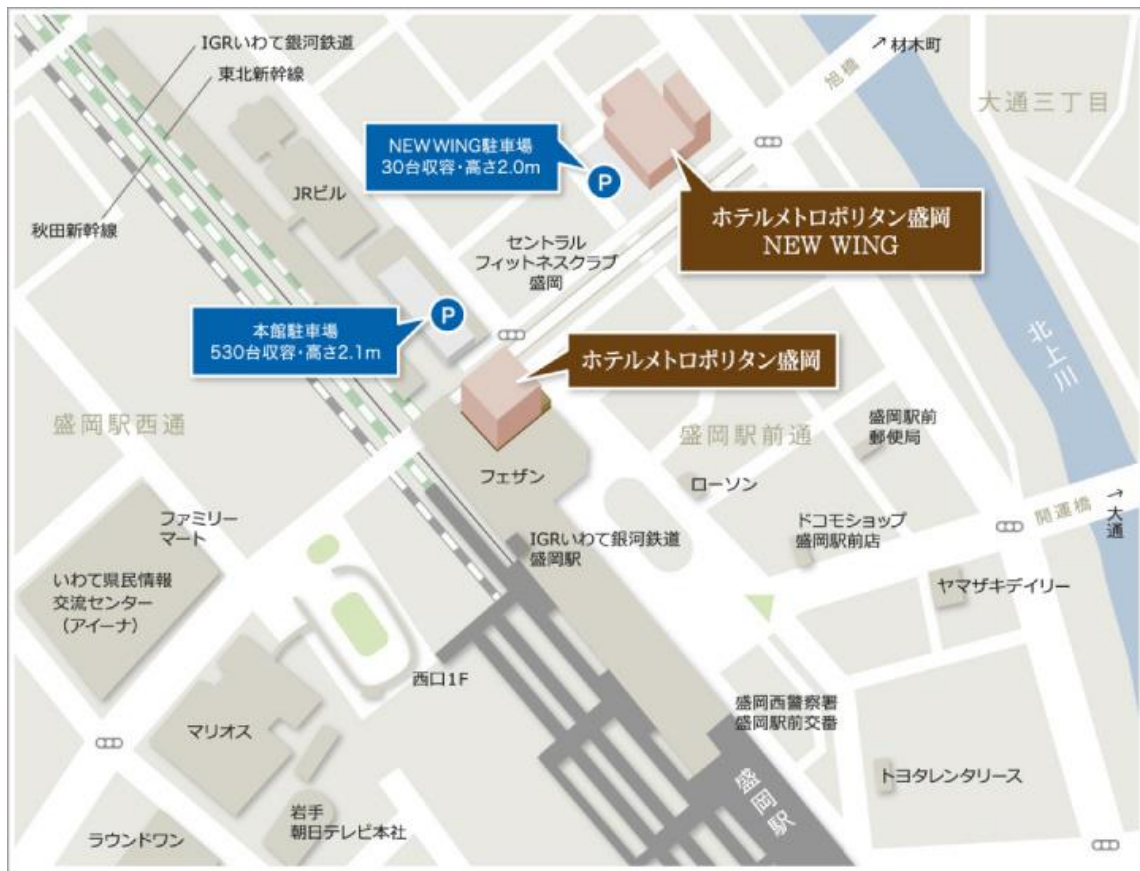 IGRいわて銀河鉄道
東北新幹線
↗材木町
旭橋
大通三丁目
NEW WING駐車場
30台収容・高さ2.0m
P
JRビル
秋田新幹線
ホテルメトロポリタン盛岡
NEW WING
セントラル
フィットネスクラブ
盛岡
本館駐車場
530台収容・高さ2.1m
P
ホテルメトロポリタン盛岡
北上川
盛岡駅西通
盛岡駅前通
盛岡駅前
郵便局
フェザン
ローソン
ファミリー
マート
IGRいわて銀河鉄道
盛岡駅
ドコモショップ
盛岡駅前店
開運橋
↗大通
いわて県民情報
交流センター
（アイーナ）
ヤマザキデイリー
西口1F
マリオス
盛岡西警察署
盛岡駅前交番
盛岡駅
トヨタレンタリース
岩手
朝日テレビ本社
ラウンドワン